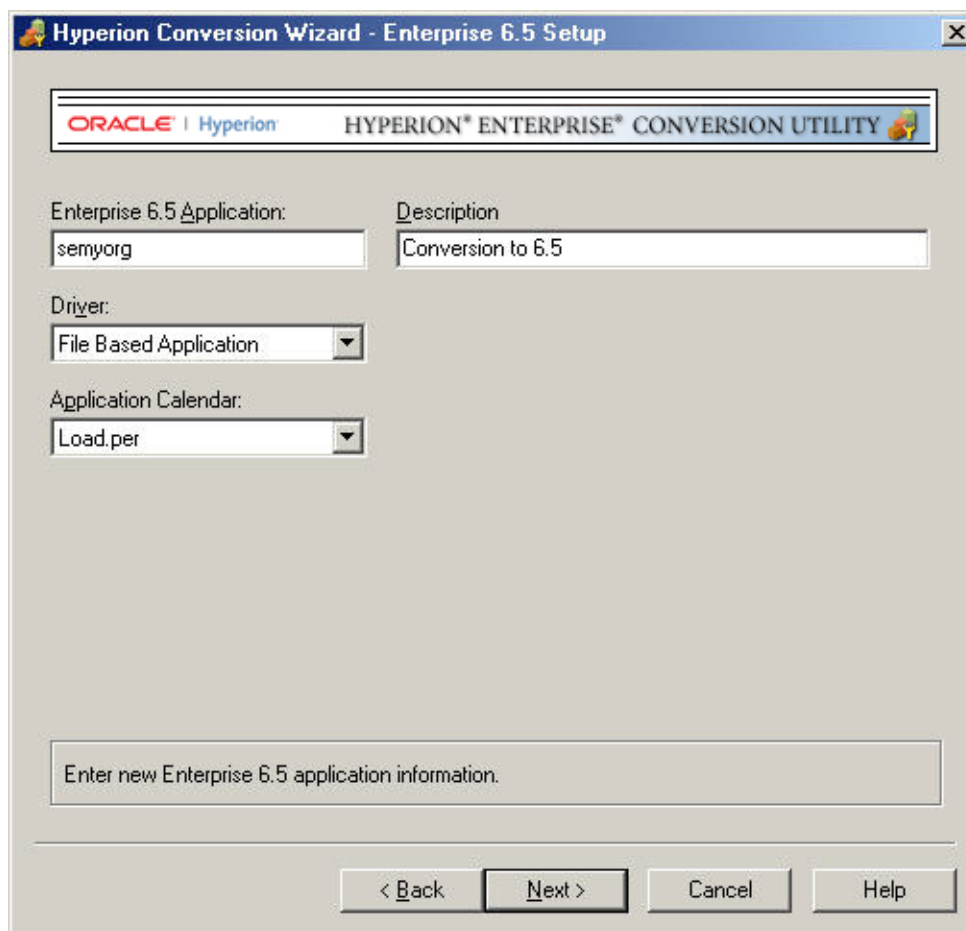 Hyperion Conversion Wizard - Enterprise 6.5 Setup
ORACLE® | Hyperion® HYPERION® ENTERPRISE® CONVERSION UTILITY
Enterprise 6.5 Application: Description
semyorg Conversion to 6.5
Driver:
File Based Application
Application Calendar:
Load.per
Enter new Enterprise 6.5 application information.
< Back Next > Cancel Help